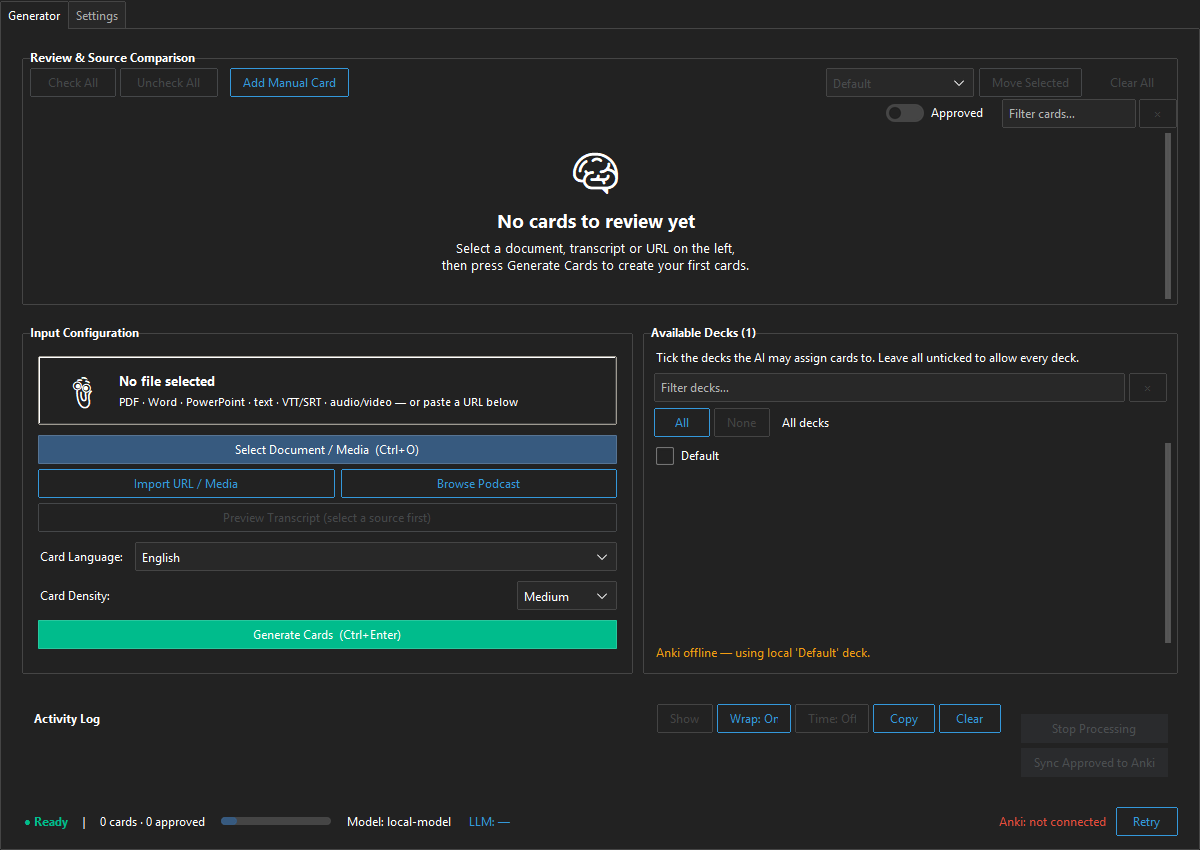 Generator Settings
Review & Source Comparison
Check All Uncheck All Add Manual Card Default Move Selected Clear All
Approved Filter cards... ×
No cards to review yet
Select a document, transcript or URL on the left,
then press Generate Cards to create your first cards.
Input Configuration
No file selected
PDF · Word · PowerPoint · text · VTT/SRT · audio/video — or paste a URL below
Select Document / Media (Ctrl+O)
Import URL / Media Browse Podcast
Preview Transcript (select a source first)
Card Language: English
Card Density: Medium
Generate Cards (Ctrl+Enter)
Available Decks (1)
Tick the decks the AI may assign cards to. Leave all unticked to allow every deck.
Filter decks... ×
All None All decks
Default
Anki offline — using local 'Default' deck.
Activity Log Show Wrap: On Time: Off Copy Clear
Stop Processing
Sync Approved to Anki
● Ready | 0 cards · 0 approved Model: local-model LLM: — Anki: not connected Retry